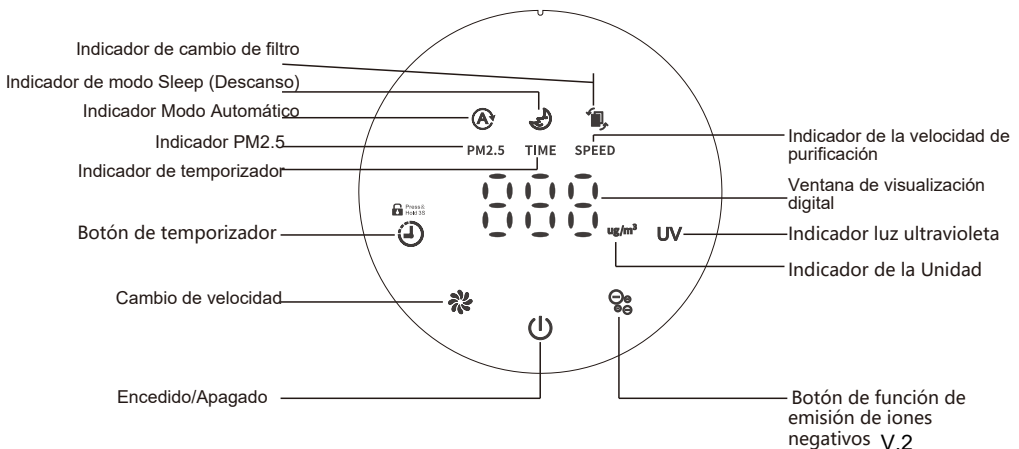 Indicador de cambio de filtro
Indicador de modo Sleep (Descanso)
Indicador Modo Automático
Indicador PM2.5
Indicador de temporizador
Botón de temporizador
Cambio de velocidad
Encedido/Apagado
A
PM2.5 TIME SPEED
888
Press&
Hold 3S
ug/m³
UV
Indicador de la velocidad de
purificación
Ventana de visualización
digital
Indicador luz ultravioleta
Indicador de la Unidad
Botón de función de
emisión de iones
negativos V.2